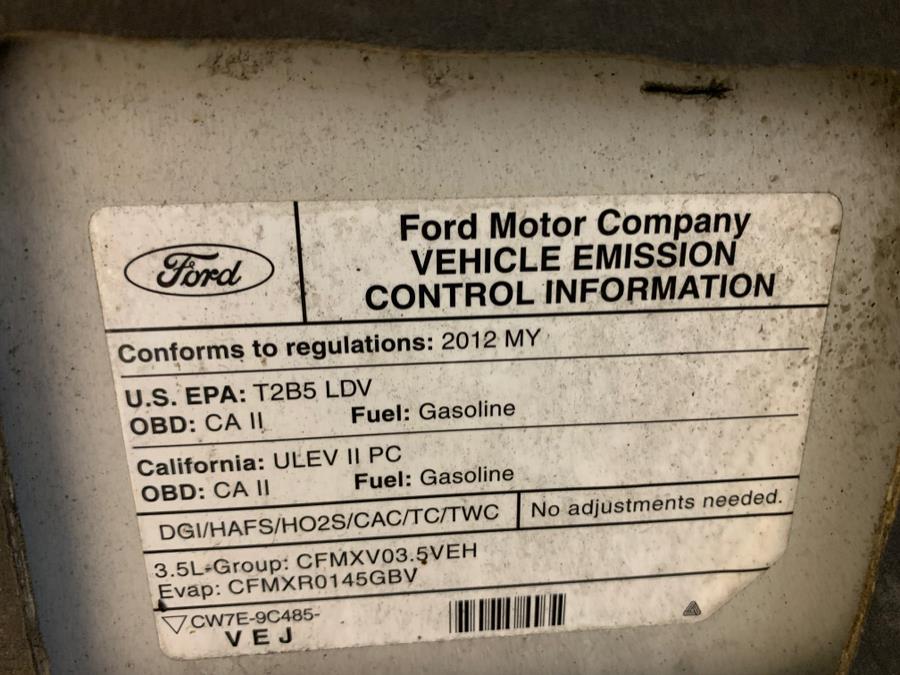 Ford
Ford Motor Company
VEHICLE EMISSION
CONTROL INFORMATION
Conforms to regulations: 2012 MY
U.S. EPA: T2B5 LDV
OBD: CA II Fuel: Gasoline
California: ULEV II PC
OBD: CA II Fuel: Gasoline
DGI/HAFS/HO2S/CAC/TC/TWC No adjustments needed.
3.5L-Group: CFMXV03.5VEH
Evap: CFMXR0145GBV
CW7E-9C485-
VEJ